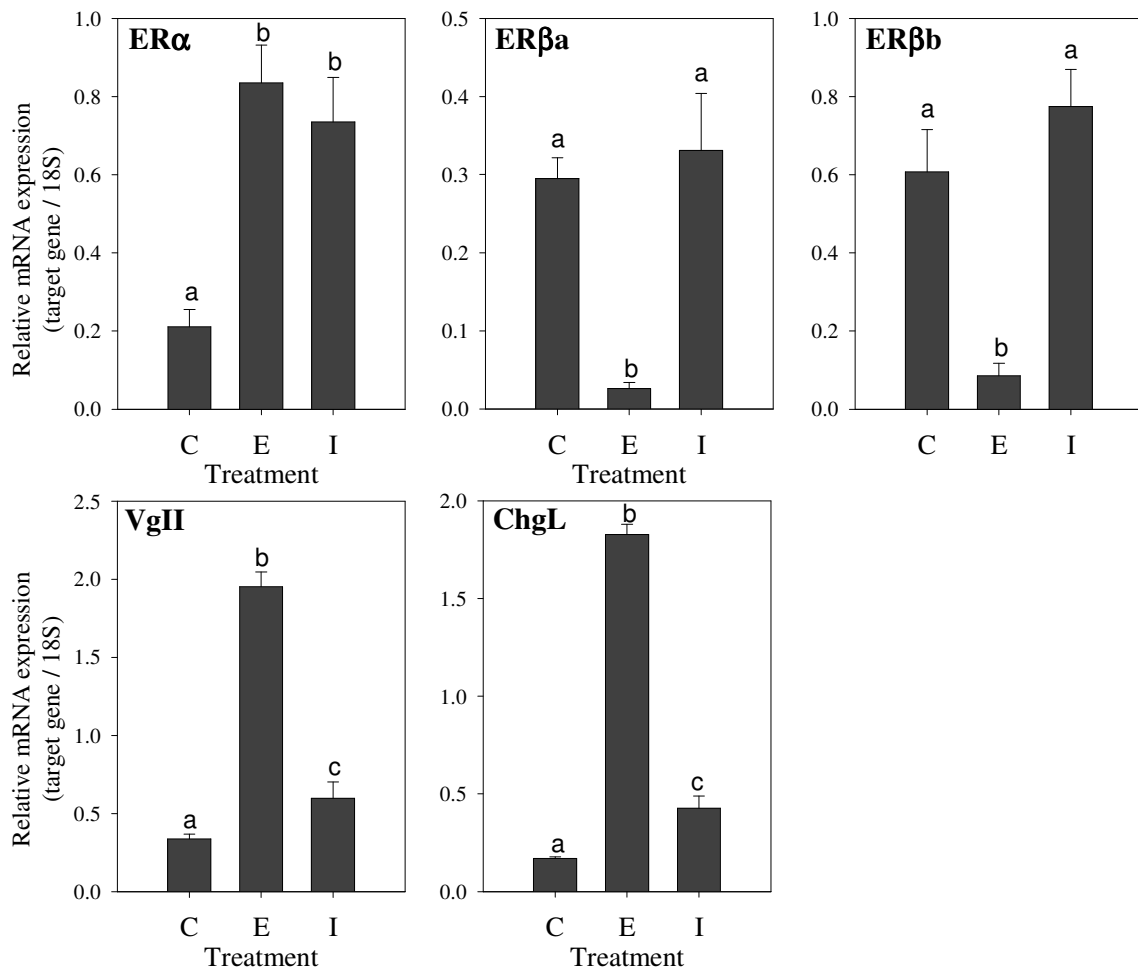 ERα
ERβa
ERβb
Relative mRNA expression
(target gene / 18S)
1.0
0.8
0.6
0.4
0.2
0.0
a
b
b
C E I
Treatment
0.5
0.4
0.3
0.2
0.1
0.0
a
b
a
C E I
Treatment
1.0
0.8
0.6
0.4
0.2
0.0
a
b
a
C E I
VgII
Relative mRNA expression
(target gene / 18S)
2.5
2.0
1.5
1.0
0.5
0.0
a
b
c
C E I
Treatment
ChgL
2.0
1.5
1.0
0.5
0.0
a
b
c
C E I
Treatment